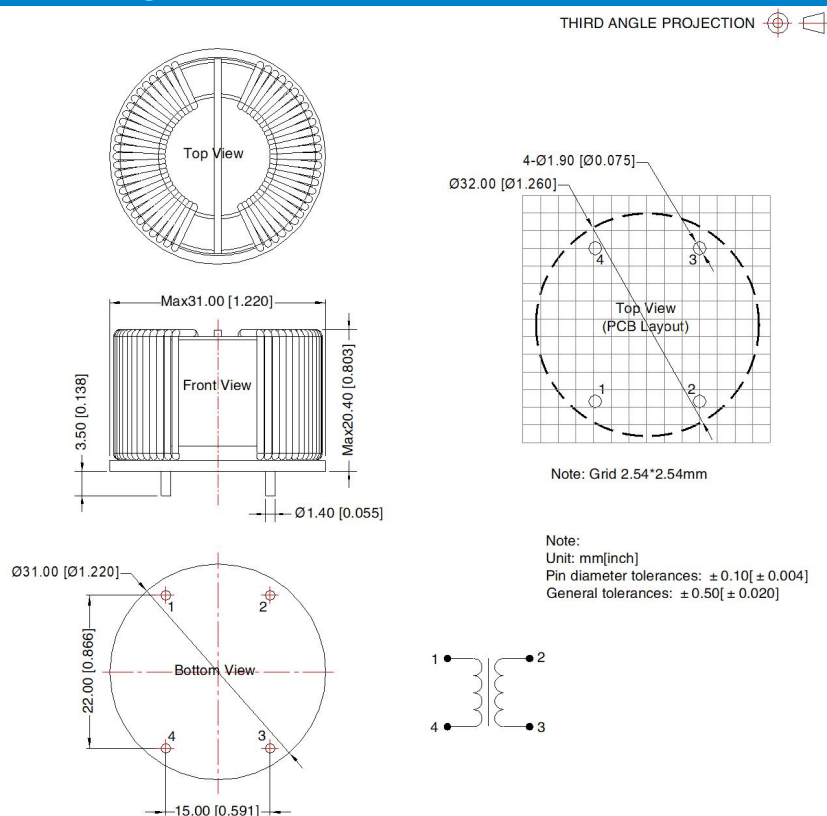 THIRD ANGLE PROJECTION
Top View
4-Ø1.90 [Ø0.075]
Ø32.00 [Ø1.260]
4
3
Top View
(PCB Layout)
1
2
Note: Grid 2.54*2.54mm
Max31.00 [1.220]
Front View
3.50 [0.138]
Max20.40 [0.803]
Ø1.40 [0.055]
Note:
Unit: mm[inch]
Pin diameter tolerances: ±0.10[±0.004]
General tolerances: ±0.50[±0.020]
Ø31.00 [Ø1.220]
1
2
22.00 [0.866]
Bottom View
4
3
15.00 [0.591]
1
2
4
3